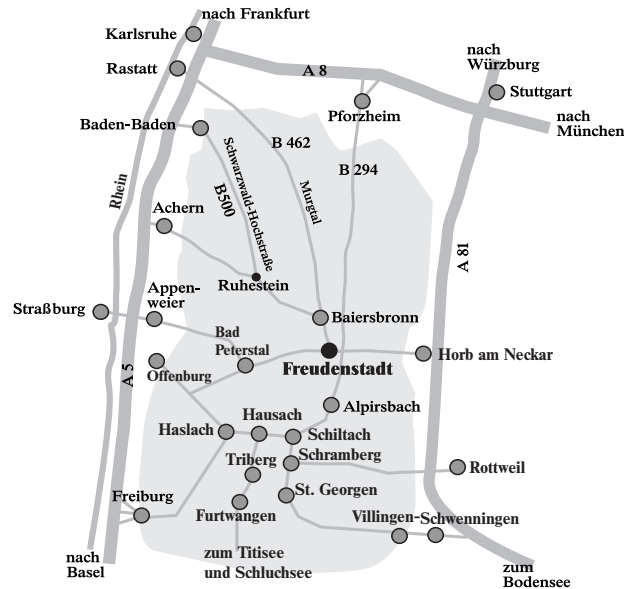 nach Frankfurt
Karlsruhe
nach
Würzburg
Rastatt
A 8
Stuttgart
Pforzheim
nach
München
Baden-Baden
B 462
B 294
Schwarzwald-Hochstraße
B500
Murgtal
Rhein
Achern
A 81
Ruhestein
Appen-
weier
Straßburg
Baiersbronn
Bad
Peterstal
Horb am Neckar
Freudenstadt
A 5
Offenburg
Alpirsbach
Hausach
Haslach
Schiltach
Schramberg
Triberg
Rottweil
St. Georgen
Freiburg
Furtwangen
Villingen-Schwenningen
nach
Basel
zum Titisee
und Schluchsee
zum
Bodensee